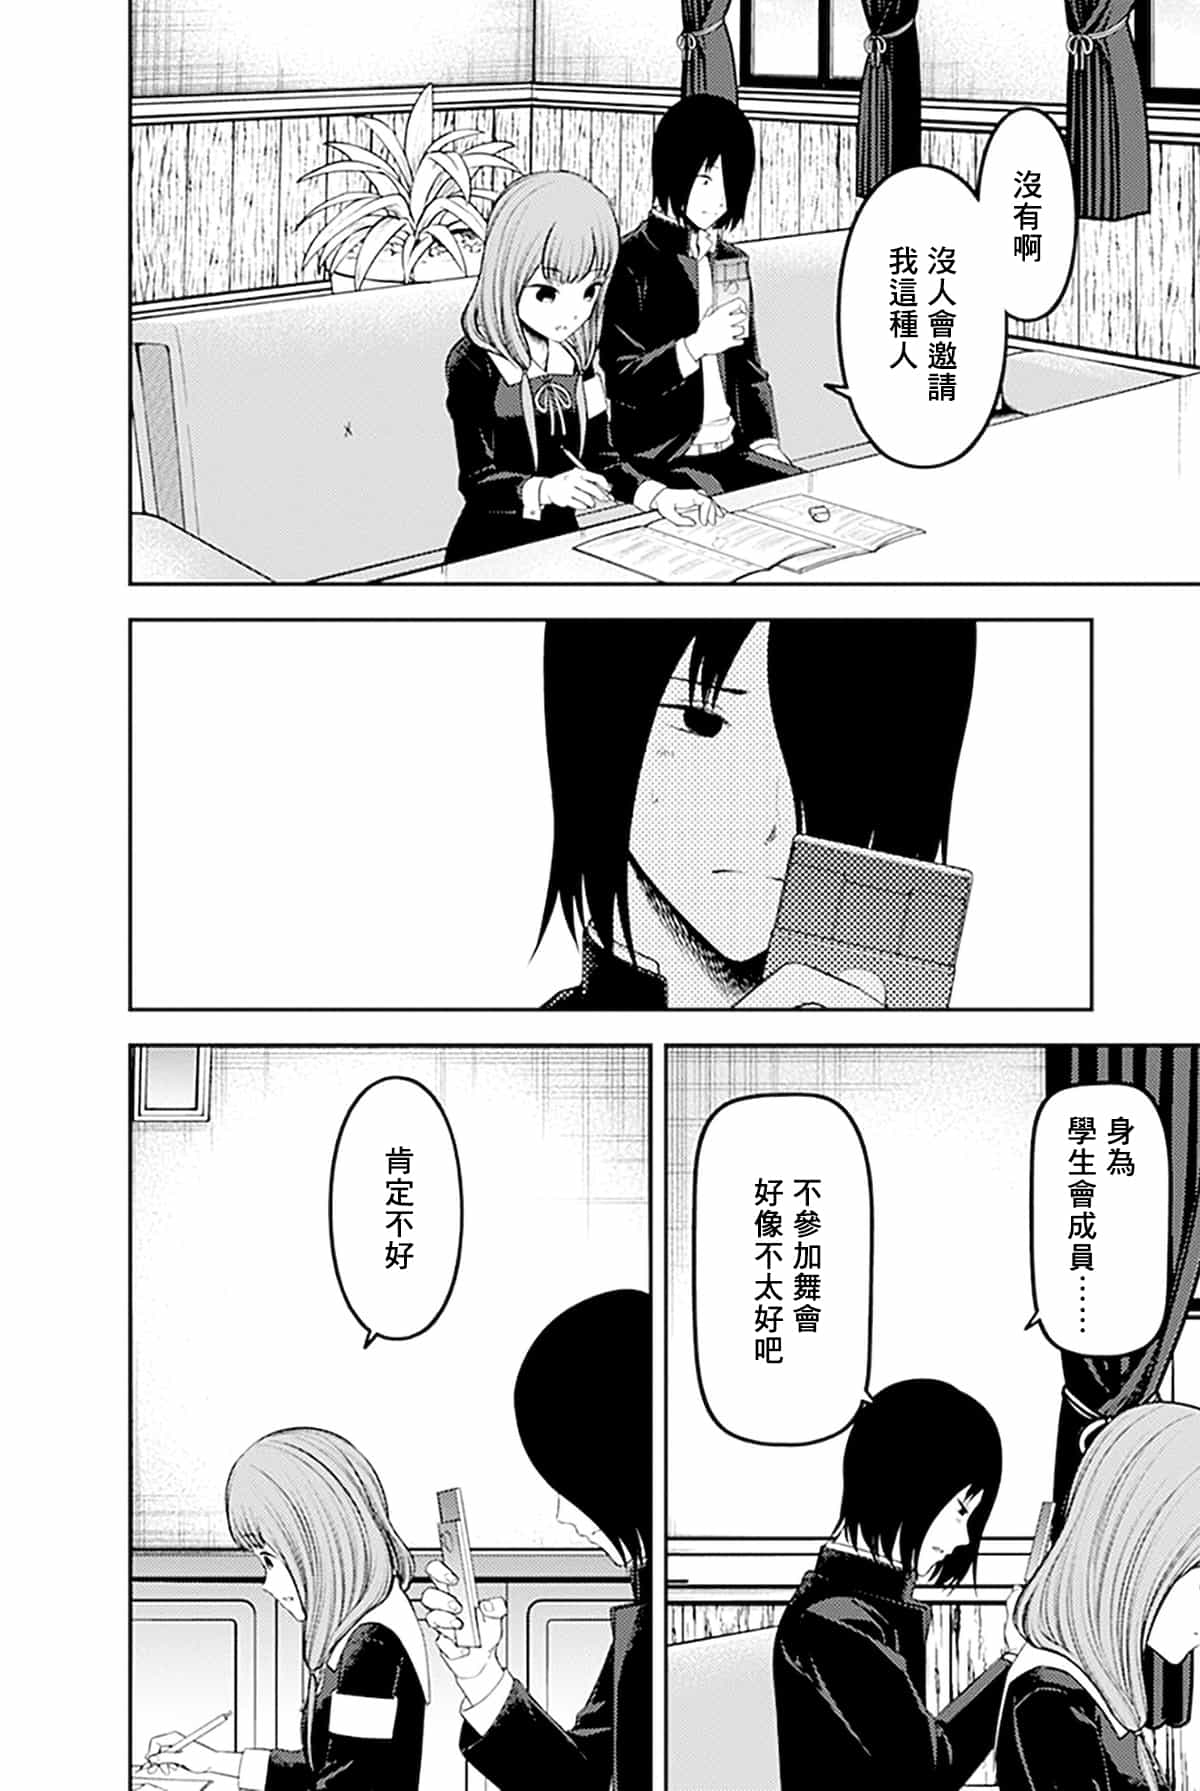 沒有啊
沒人會邀請
我這種人
身為
學生會成員……
不參加舞會
好像不太好吧
肯定不好